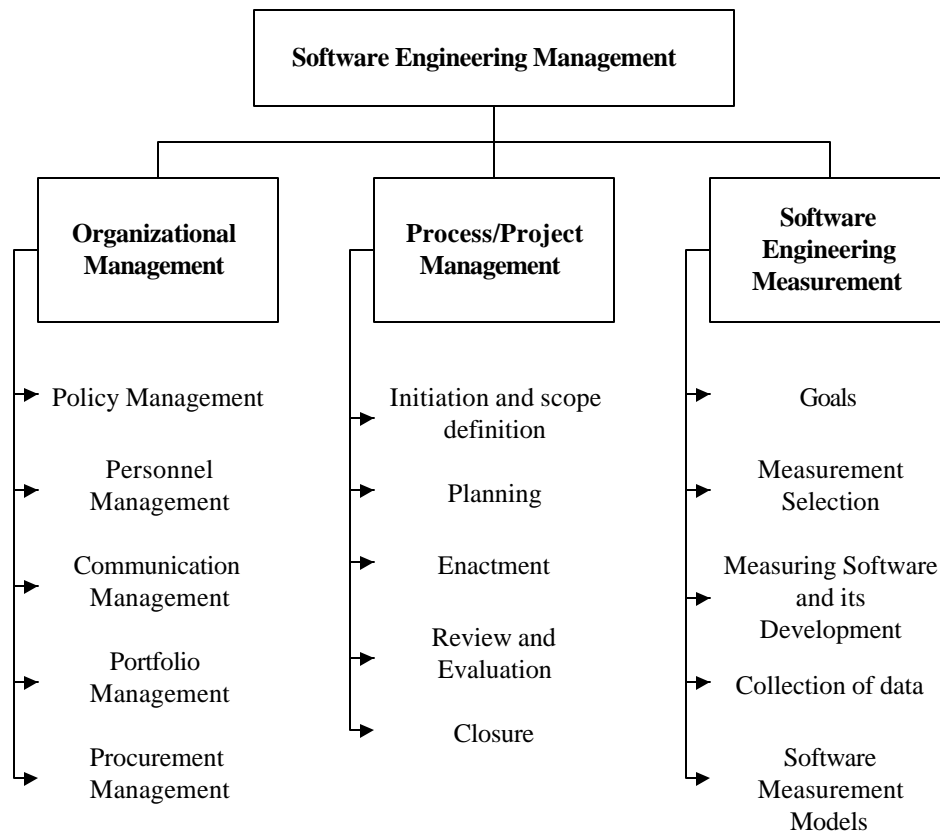 Software Engineering Management
Organizational
Management
Policy Management
Personnel
Management
Communication
Management
Portfolio
Management
Procurement
Management
Process/Project
Management
Initiation and scope
definition
Planning
Enactment
Review and
Evaluation
Closure
Software
Engineering
Measurement
Goals
Measurement
Selection
Measuring Software
and its
Development
Collection of data
Software
Measurement
Models